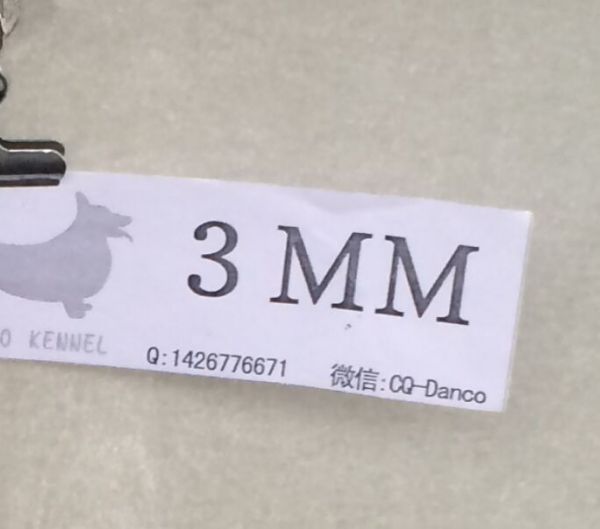 3 MM
O KENNEL
Q:1426776671 微信:CQ-Danco